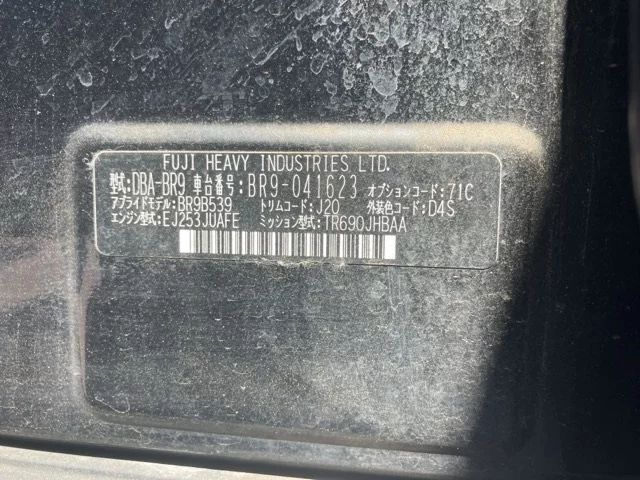 FUJI HEAVY INDUSTRIES LTD.
型式:DBA-BR9 車台番号:BR9-041623 オプションコード:71C
アプライドモデル:BR9B539 トリムコード:J20 外装色コード:D4S
エンジン型式:EJ253JUAFE ミッション型式:TR690JHBAA